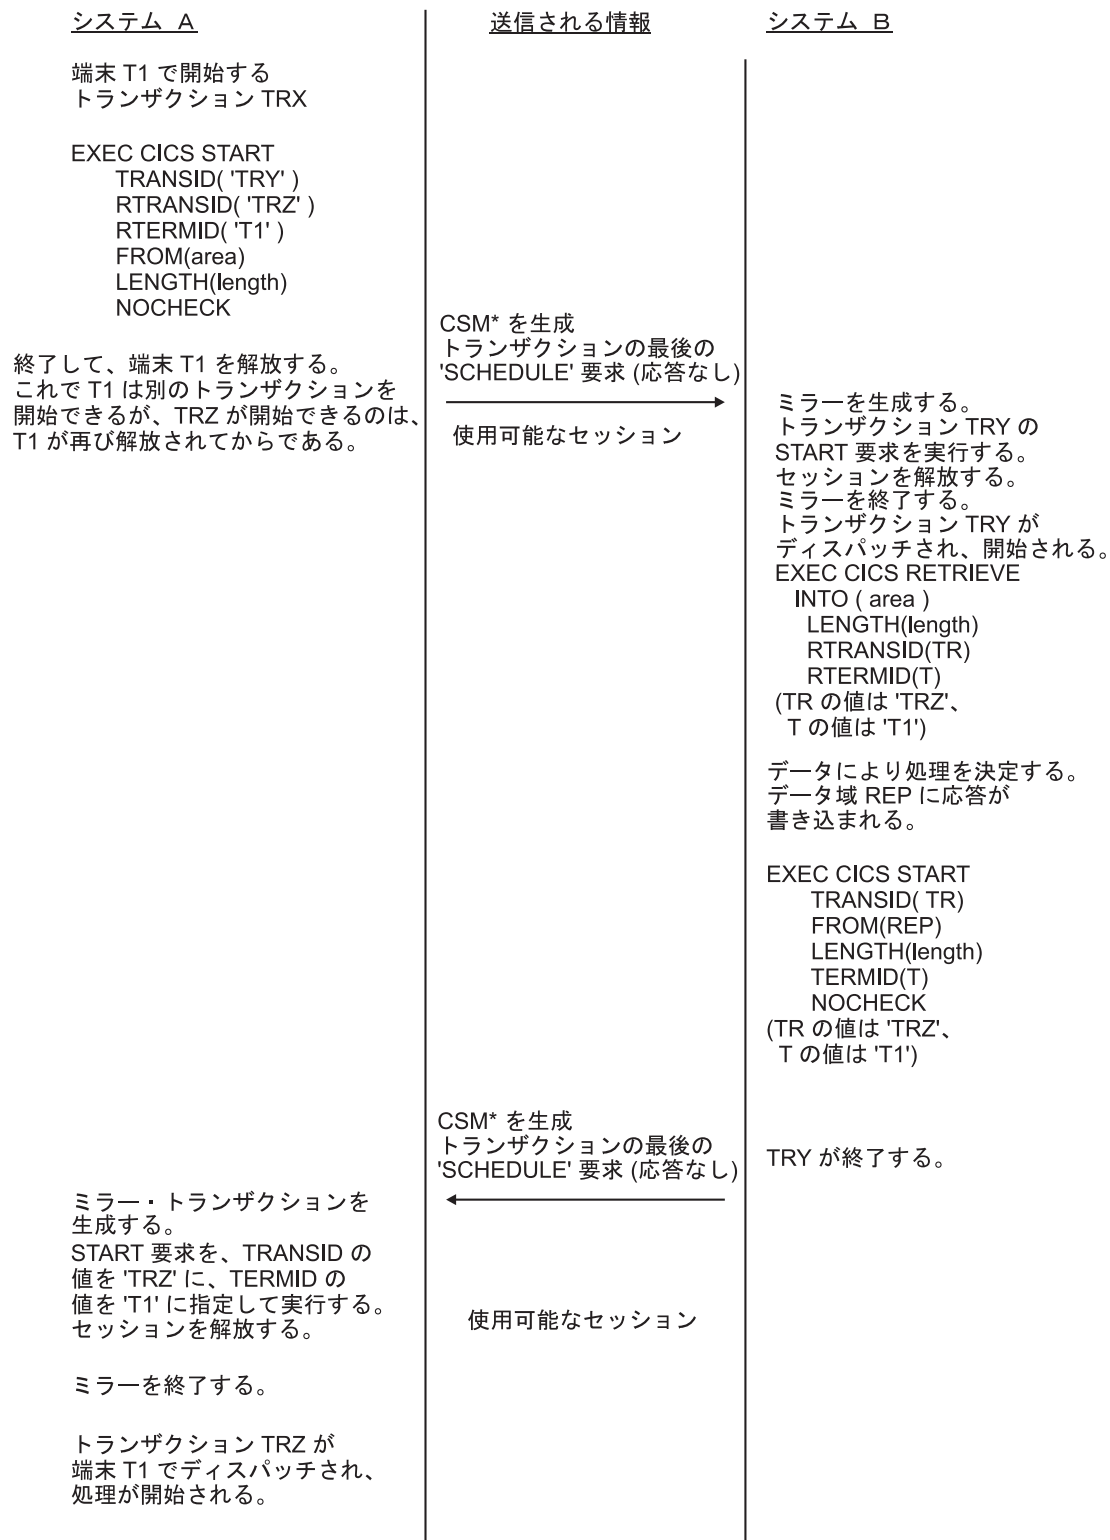 システム A
送信される情報
システム B
端末 T1 で開始する
トランザクション TRX
EXEC CICS START
TRANSID( 'TRY' )
RTRANSID( 'TRZ' )
RTERMID( 'T1' )
FROM(area)
LENGTH(length)
NOCHECK
CSM* を生成
トランザクションの最後の
'SCHEDULE' 要求 (応答なし)
終了して、端末 T1 を解放する。
これで T1 は別のトランザクションを
開始できるが、TRZ が開始できるのは、
T1 が再び解放されてからである。
使用可能なセッション
ミラーを生成する。
トランザクション TRY の
START 要求を実行する。
セッションを解放する。
ミラーを終了する。
トランザクション TRY が
ディスパッチされ、開始される。
EXEC CICS RETRIEVE
INTO ( area )
LENGTH(length)
RTRANSID(TR)
RTERMID(T)
(TR の値は 'TRZ'、
T の値は 'T1')
データにより処理を決定する。
データ域 REP に応答が
書き込まれる。
EXEC CICS START
TRANSID( TR)
FROM(REP)
LENGTH(length)
TERMID(T)
NOCHECK
(TR の値は 'TRZ'、
T の値は 'T1')
CSM* を生成
トランザクションの最後の
'SCHEDULE' 要求 (応答なし)
TRY が終了する。
ミラー・トランザクションを
生成する。
START 要求を、TRANSID の
値を 'TRZ' に、TERMID の
値を 'T1' に指定して実行する。
セッションを解放する。
使用可能なセッション
ミラーを終了する。
トランザクション TRZ が
端末 T1 でディスパッチされ、
処理が開始される。